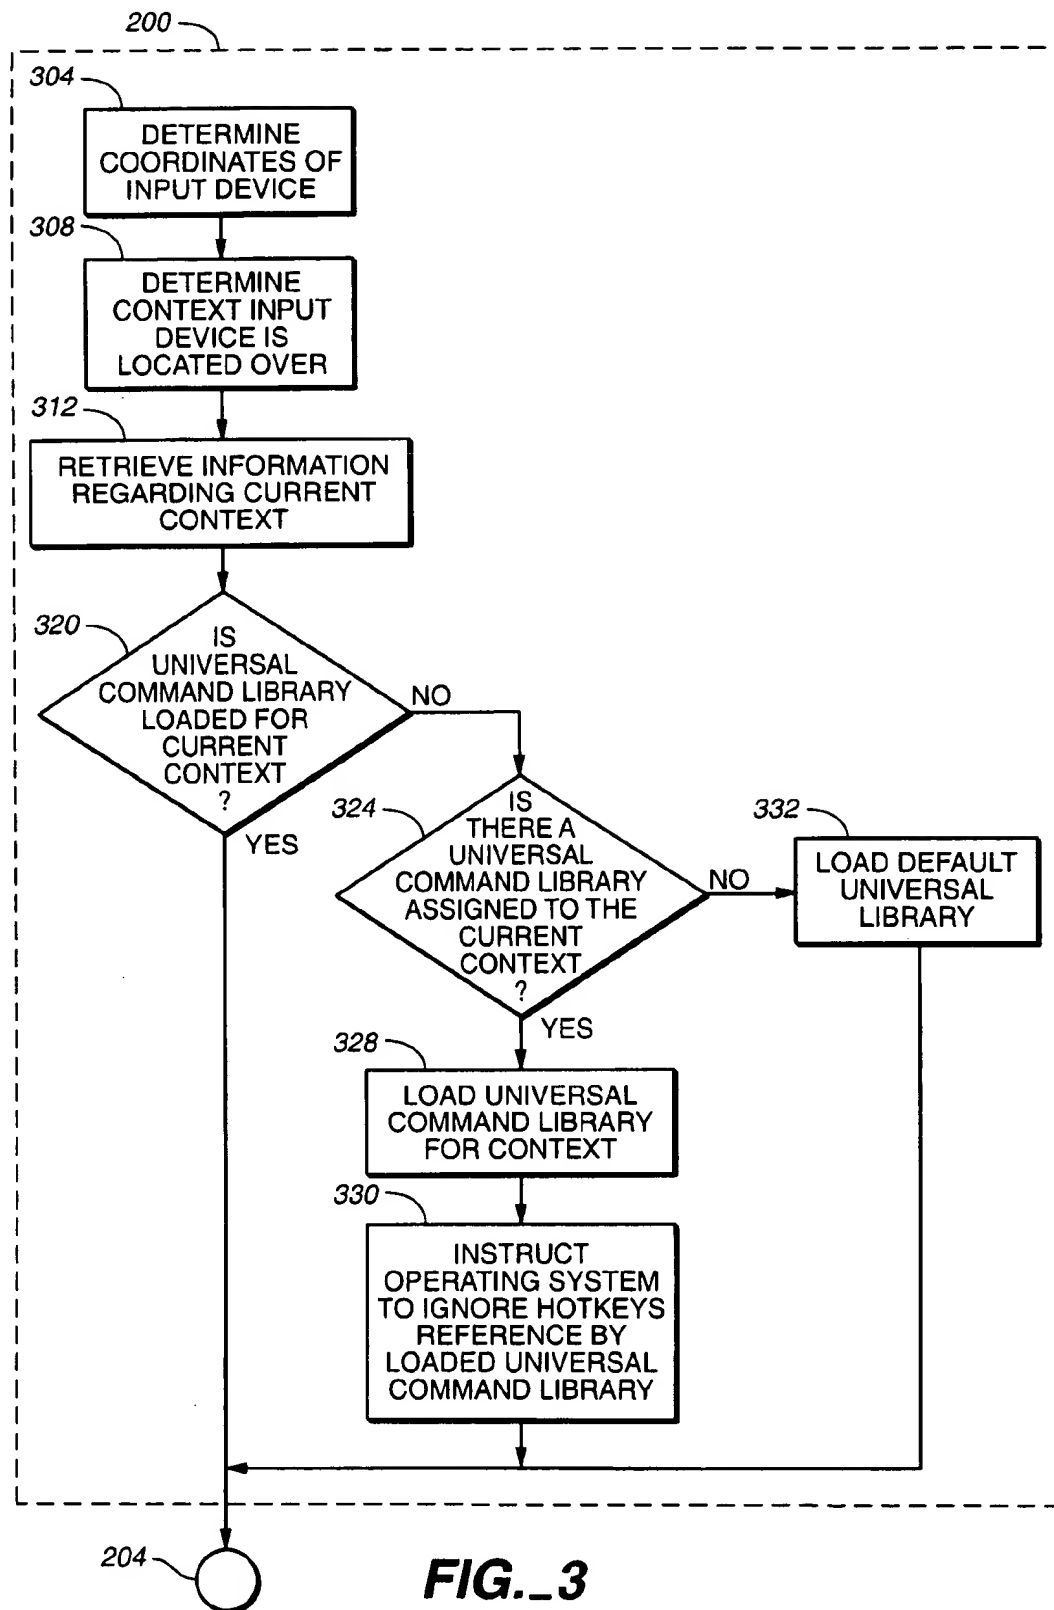 200
304
DETERMINE
COORDINATES OF
INPUT DEVICE
308
DETERMINE
CONTEXT INPUT
DEVICE IS
LOCATED OVER
312
RETRIEVE INFORMATION
REGARDING CURRENT
CONTEXT
320
IS
UNIVERSAL
COMMAND LIBRARY
LOADED FOR
CURRENT
CONTEXT
?
NO
YES
324
IS
THERE A
UNIVERSAL
COMMAND LIBRARY
ASSIGNED TO THE
CURRENT
CONTEXT
?
NO
YES
332
LOAD DEFAULT
UNIVERSAL
LIBRARY
328
LOAD UNIVERSAL
COMMAND LIBRARY
FOR CONTEXT
330
INSTRUCT
OPERATING SYSTEM
TO IGNORE HOTKEYS
REFERENCE BY
LOADED UNIVERSAL
COMMAND LIBRARY
204
FIG._3